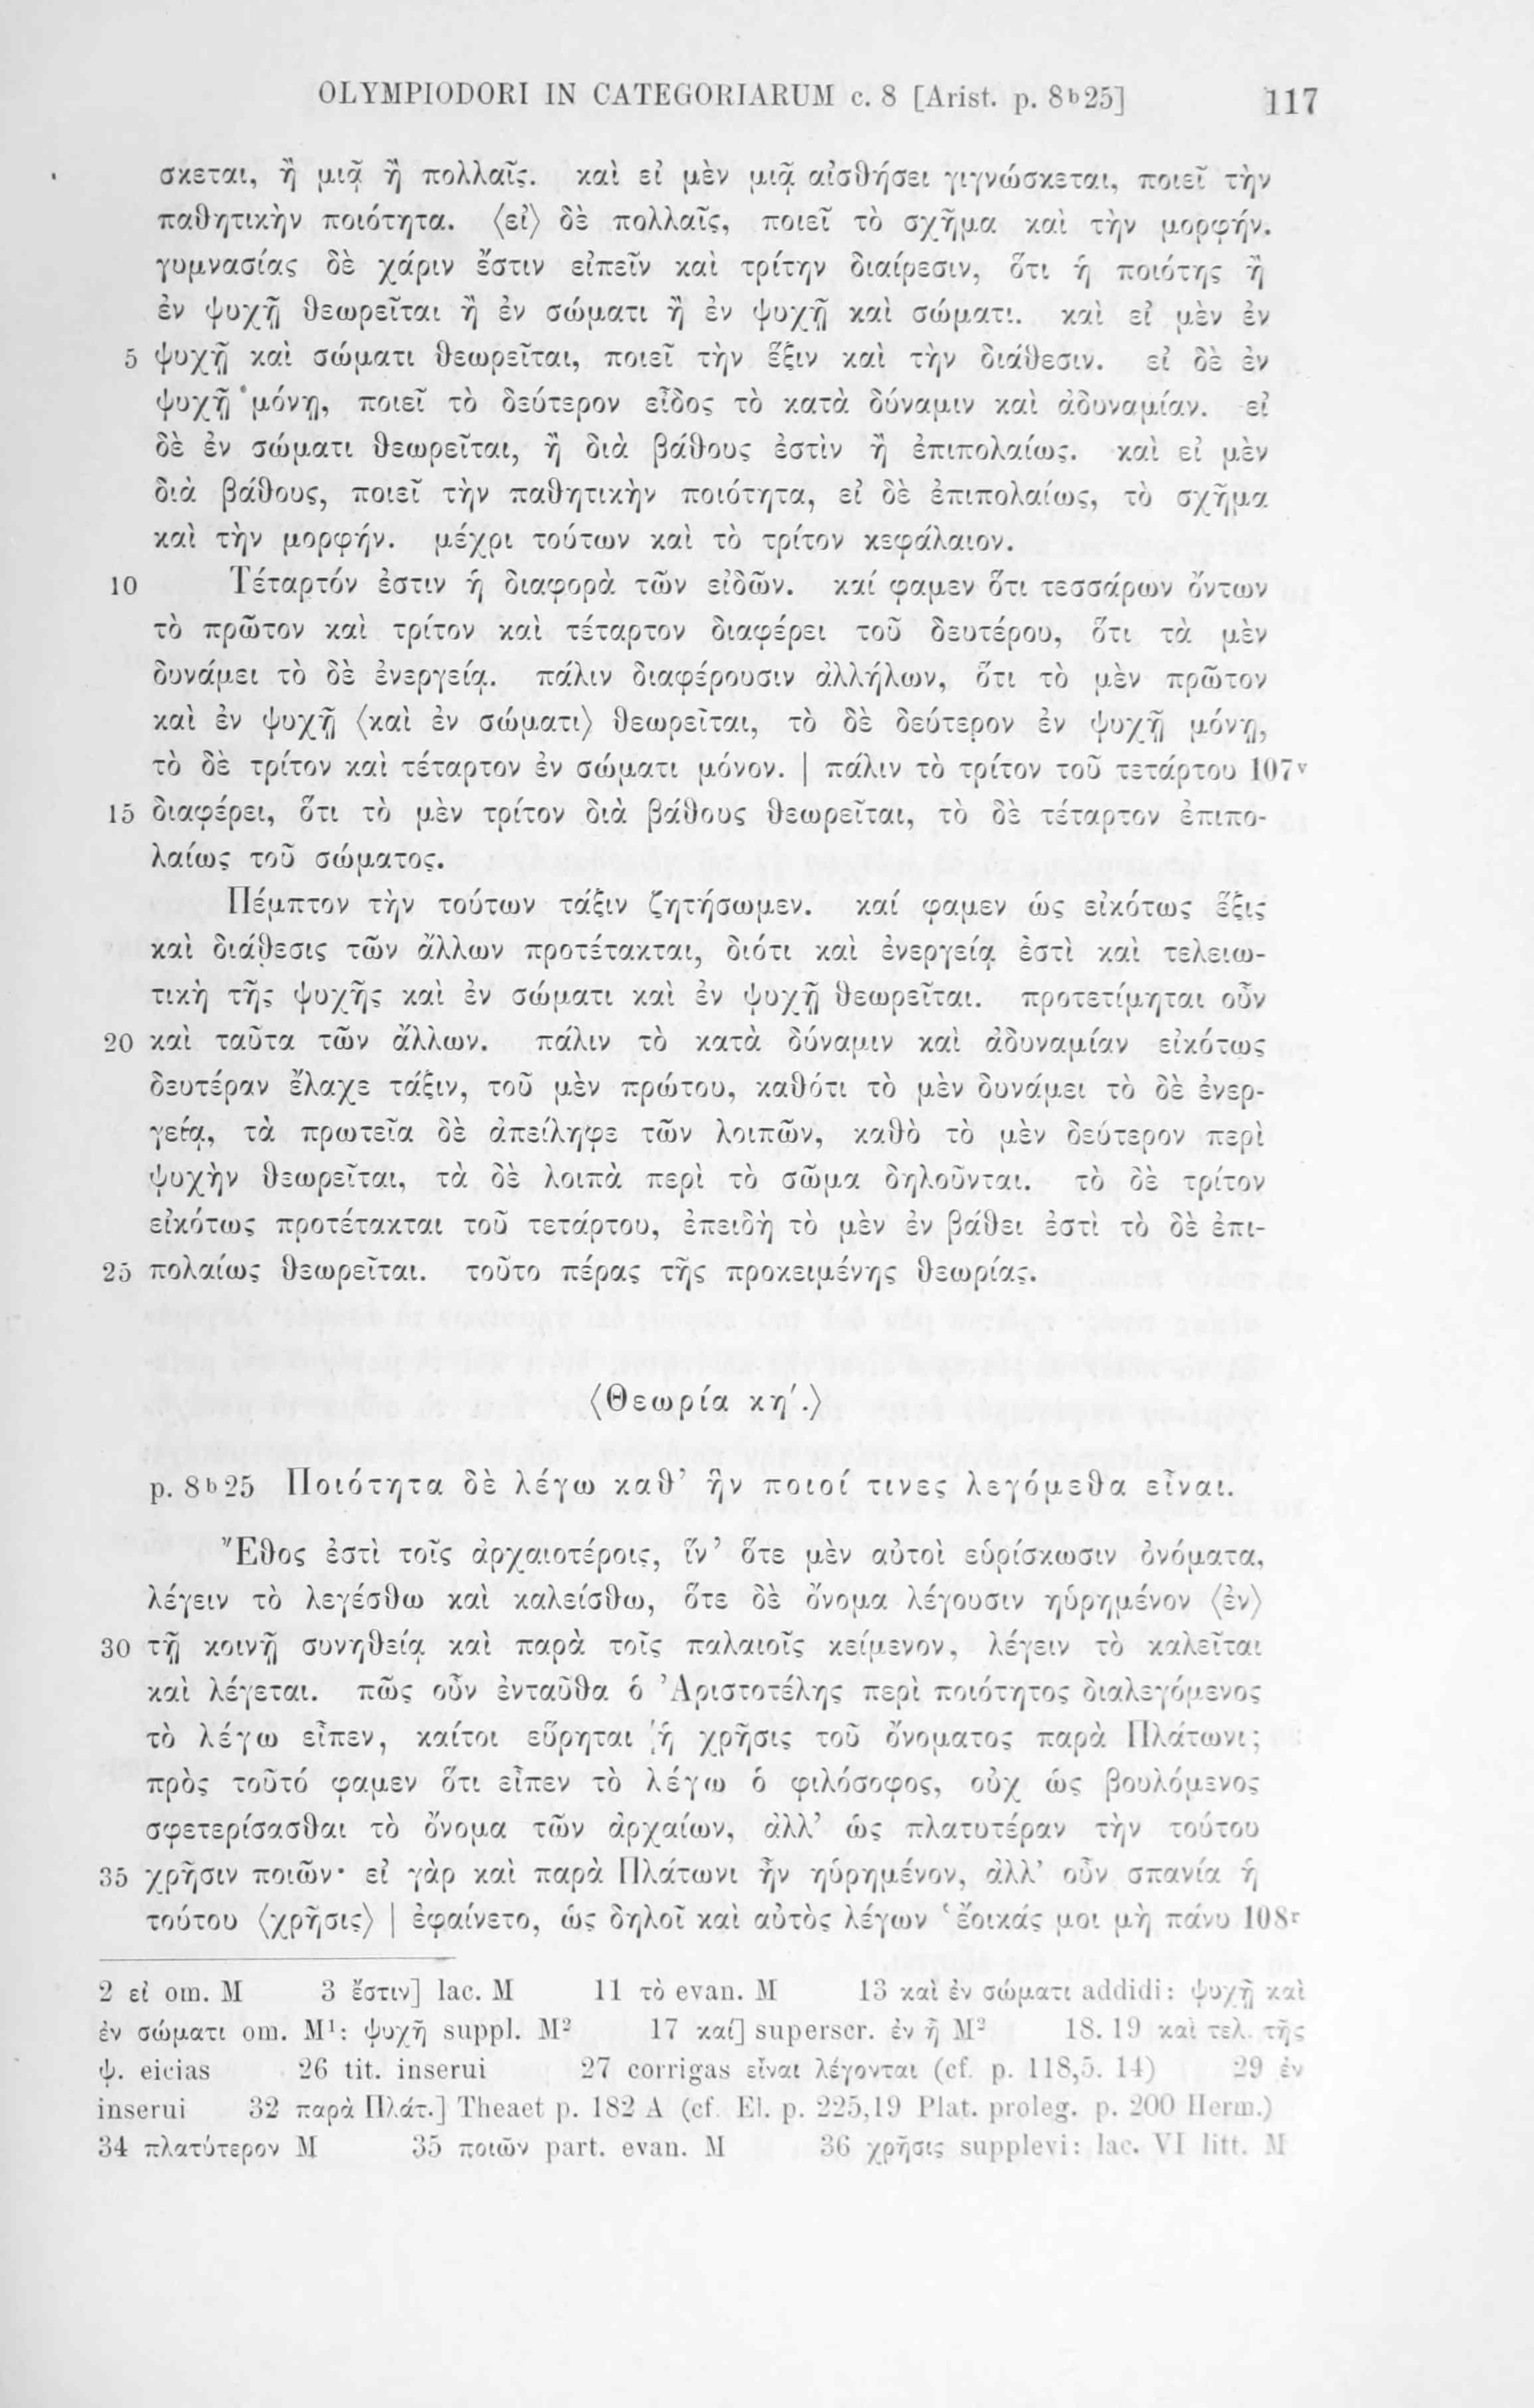 OLYMPIODORI IN CATEGORIARUM c. 8 [Arist. p. 8ᵇ25] 117
σκεται, ἢ μιᾷ ἢ πολλαῖς. καὶ εἰ μὲν μιᾷ αἰσθήσει γιγνώσκεται, ποιεῖ τὴν
παθητικὴν ποιότητα. ⟨εἰ⟩ δὲ πολλαῖς, ποιεῖ τὸ σχῆμα καὶ τὴν μορφήν.
γυμνασίας δὲ χάριν ἔστιν εἰπεῖν καὶ τρίτην διαίρεσιν, ὅτι ἡ ποιότης ἢ
ἐν ψυχῇ θεωρεῖται ἢ ἐν σώματι ἢ ἐν ψυχῇ καὶ σώματι. καὶ εἰ μὲν ἐν
5 ψυχῇ καὶ σώματι θεωρεῖται, ποιεῖ τὴν ἕξιν καὶ τὴν διάθεσιν. εἰ δὲ ἐν
ψυχῇ μόνῃ, ποιεῖ τὸ δεύτερον εἶδος τὸ κατὰ δύναμιν καὶ ἀδυναμίαν. εἰ
δὲ ἐν σώματι θεωρεῖται, ἢ διὰ βάθους ἐστὶν ἢ ἐπιπολαίως. καὶ εἰ μὲν
διὰ βάθους, ποιεῖ τὴν παθητικὴν ποιότητα, εἰ δὲ ἐπιπολαίως, τὸ σχῆμα
καὶ τὴν μορφήν. μέχρι τούτων καὶ τὸ τρίτον κεφάλαιον.
10 Τέταρτόν ἐστιν ἡ διαφορὰ τῶν εἰδῶν. καί φαμεν ὅτι τεσσάρων ὄντων
τὸ πρῶτον καὶ τρίτον καὶ τέταρτον διαφέρει τοῦ δευτέρου, ὅτι τὰ μὲν
δυνάμει τὸ δὲ ἐνεργείᾳ. πάλιν διαφέρουσιν ἀλλήλων, ὅτι τὸ μὲν πρῶτον
καὶ ἐν ψυχῇ ⟨καὶ ἐν σώματι⟩ θεωρεῖται, τὸ δὲ δεύτερον ἐν ψυχῇ μόνῃ,
τὸ δὲ τρίτον καὶ τέταρτον ἐν σώματι μόνον. | πάλιν τὸ τρίτον τοῦ τετάρτου 107ᵛ
15 διαφέρει, ὅτι τὸ μὲν τρίτον διὰ βάθους θεωρεῖται, τὸ δὲ τέταρτον ἐπιπο-
λαίως τοῦ σώματος.
Πέμπτον τὴν τούτων τάξιν ζητήσωμεν. καί φαμεν ὡς εἰκότως ἕξις
καὶ διάθεσις τῶν ἄλλων προτέτακται, διότι καὶ ἐνεργείᾳ ἐστὶ καὶ τελειω-
τικὴ τῆς ψυχῆς καὶ ἐν σώματι καὶ ἐν ψυχῇ θεωρεῖται. προτετίμηται οὖν
20 καὶ ταῦτα τῶν ἄλλων. πάλιν τὸ κατὰ δύναμιν καὶ ἀδυναμίαν εἰκότως
δευτέραν ἔλαχε τάξιν, τοῦ μὲν πρώτου, καθότι τὸ μὲν δυνάμει τὸ δὲ ἐνερ-
γείᾳ, τὰ πρωτεῖα δὲ ἀπείληφε τῶν λοιπῶν, καθὸ τὸ μὲν δεύτερον περὶ
ψυχὴν θεωρεῖται, τὰ δὲ λοιπὰ περὶ τὸ σῶμα δηλοῦνται. τὸ δὲ τρίτον
εἰκότως προτέτακται τοῦ τετάρτου, ἐπειδὴ τὸ μὲν ἐν βάθει ἐστὶ τὸ δὲ ἐπι-
25 πολαίως θεωρεῖται. τοῦτο πέρας τῆς προκειμένης θεωρίας.
⟨Θεωρία κη′.⟩
p. 8ᵇ25 Ποιότητα δὲ λέγω καθ’ ἣν ποιοί τινες λεγόμεθα εἶναι.
Ἔθος ἐστὶ τοῖς ἀρχαιοτέροις, ἵν’ ὅτε μὲν αὐτοὶ εὑρίσκωσιν ὀνόματα,
λέγειν τὸ λεγέσθω καὶ καλείσθω, ὅτε δὲ ὄνομα λέγουσιν ηὑρημένον ⟨ἐν⟩
30 τῇ κοινῇ συνηθείᾳ καὶ παρὰ τοῖς παλαιοῖς κείμενον, λέγειν τὸ καλεῖται
καὶ λέγεται. πῶς οὖν ἐνταῦθα ὁ Ἀριστοτέλης περὶ ποιότητος διαλεγόμενος
τὸ λέγω εἶπεν, καίτοι εὕρηται ἡ χρῆσις τοῦ ὄνοματος παρὰ Πλάτωνι;
πρὸς τοῦτό φαμεν ὅτι εἶπεν τὸ λέγω ὁ φιλόσοφος, οὐχ ὡς βουλόμενος
σφετερίσασθαι τὸ ὄνομα τῶν ἀρχαίων, ἀλλ’ ὡς πλατυτέραν τὴν τούτου
35 χρῆσιν ποιῶν· εἰ γὰρ καὶ παρὰ Πλάτωνι ἦν ηὑρημένον, ἀλλ’ οὖν σπανία ἡ
τούτου ⟨χρῆσις⟩ | ἐφαίνετο, ὡς δηλοῖ καὶ αὐτὸς λέγων ‘ἔοικάς μοι μὴ πάνυ 108ʳ
2 εἰ om. M 3 ἔστιν] lac. M 11 τὸ evan. M 13 καὶ ἐν σώματι addidi: ψυχῇ καὶ
ἐν σώματι om. M¹: ψυχῇ suppl. M² 17 καί] superscr. ἐν ᾗ M² 18. 19 καὶ τελ. τῆς
ψ. eicias 26 tit. inserui 27 corrigas εἶναι λέγονται (cf. p. 118,5. 14) 29 ἐν
inserui 32 παρὰ Πλάτ.] Theaet p. 182 A (cf. El. p. 225,19 Plat. proleg. p. 200 Herm.)
34 πλατύτερον M 35 ποιῶν part. evan. M 36 χρῆσις supplevi: lac. VI litt. M